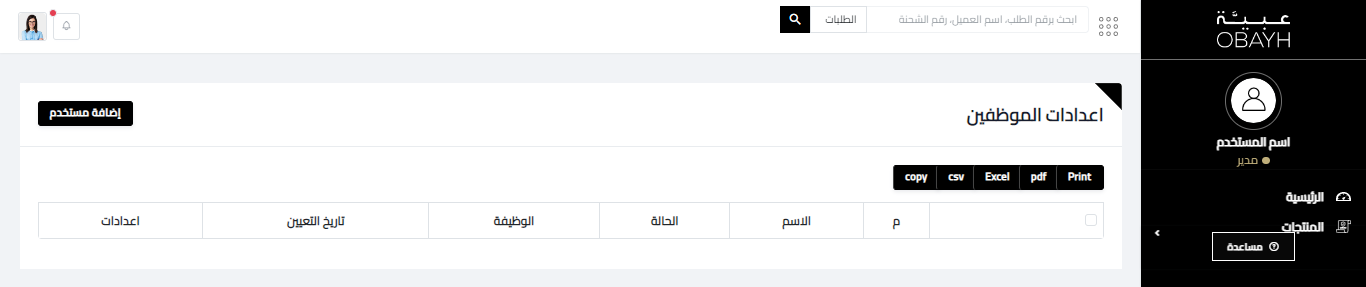 عبيّة
OBAYH
ابحث برقم الطلب، اسم العميل، رقم الشحنة
الطلبات
اسم المستخدم
مدير
الرئيسية
المنتجات
مساعدة
اعدادات الموظفين
إضافة مستخدم
Print pdf Excel csv copy
م الاسم الحالة الوظيفة تاريخ التعيين اعدادات